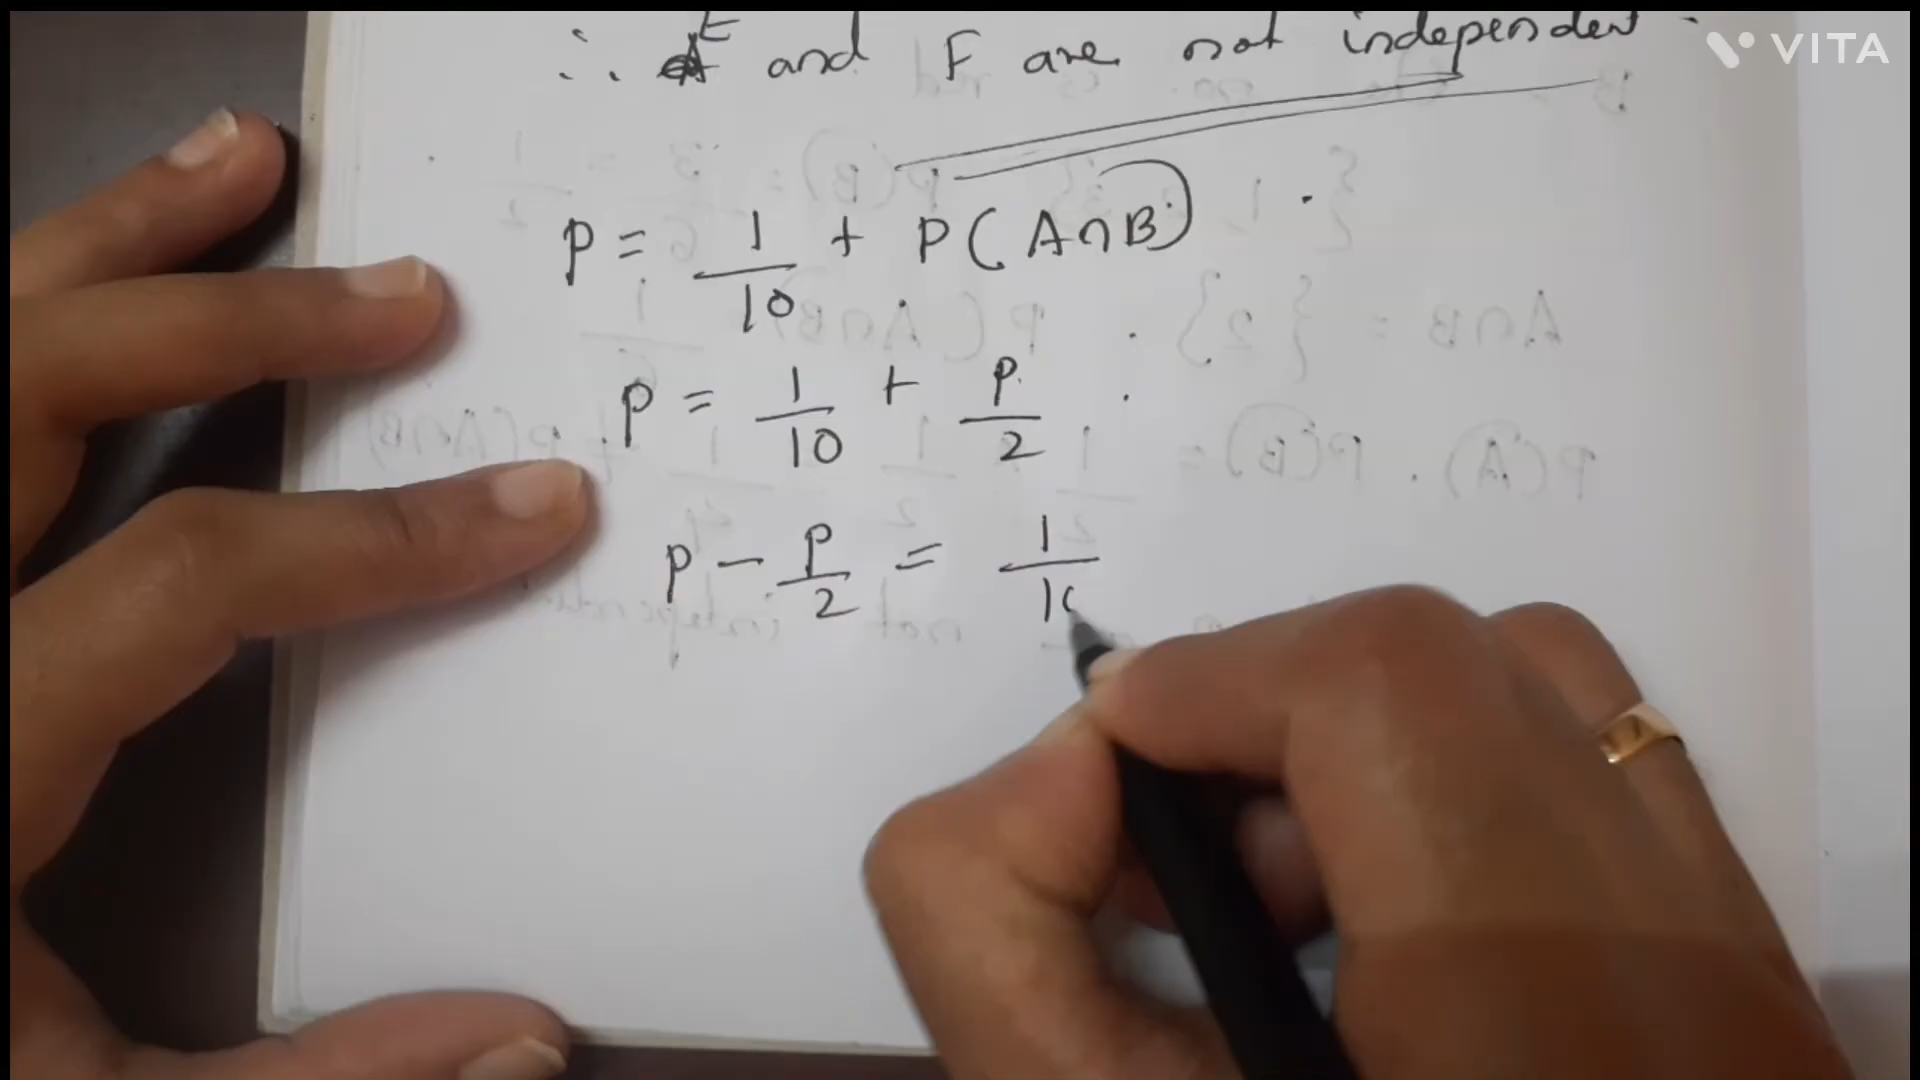 ∴ E and F are not independent.
VITA
P = 1/10 + P(A∩B)
P = 1/10 + P/2
P - P/2 = 1/10